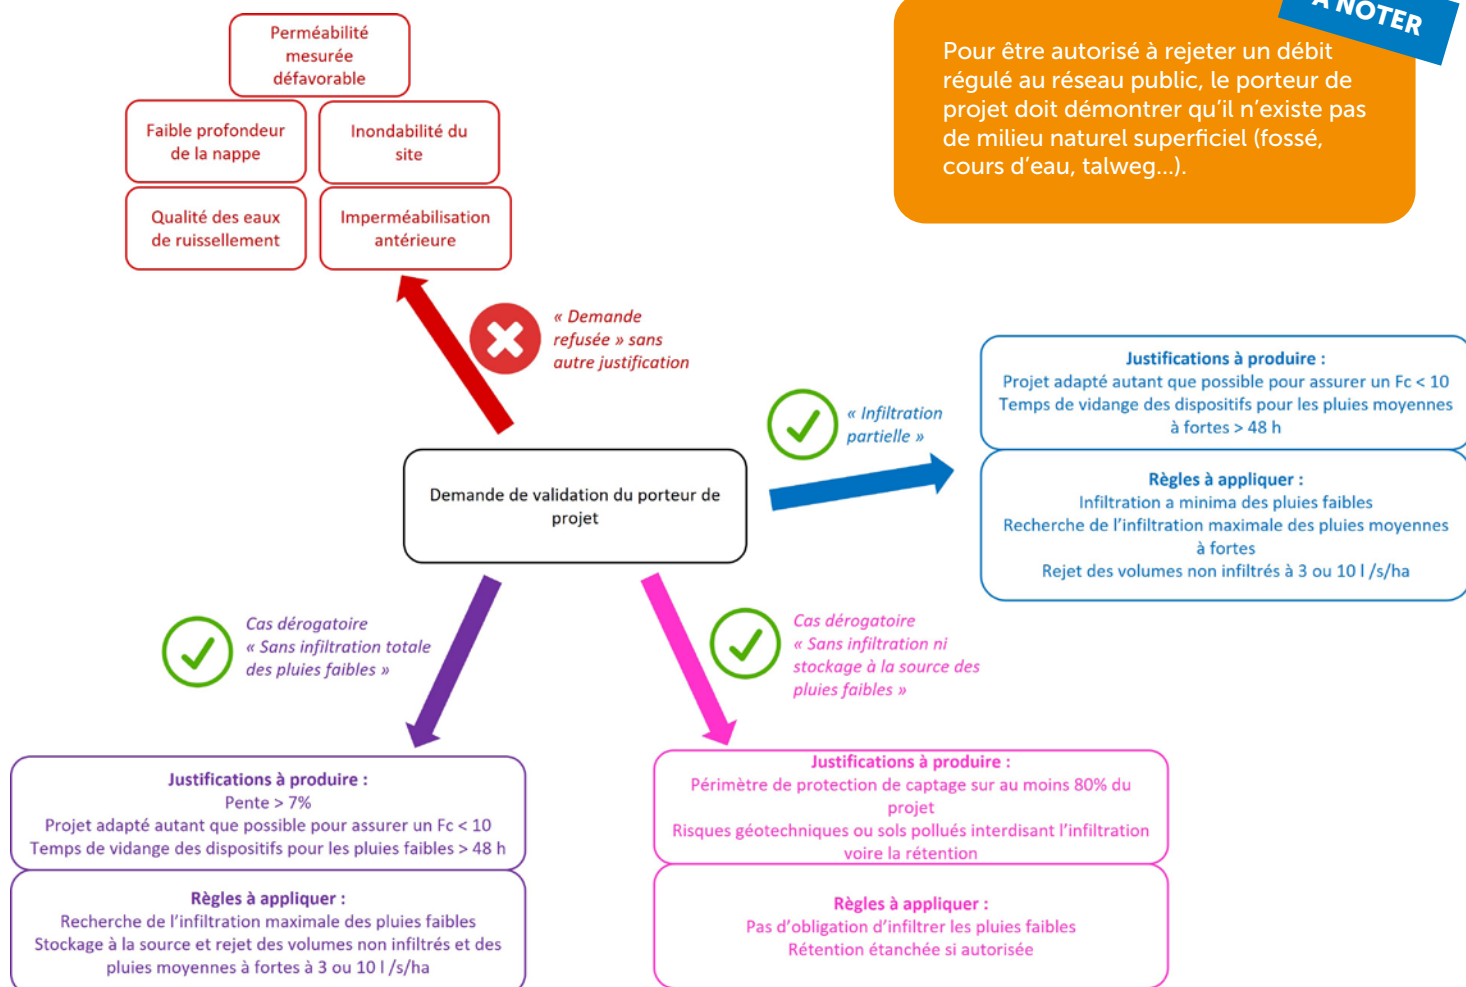 Perméabilité
mesurée
défavorable
Faible profondeur
de la nappe
Inondabilité du
site
Qualité des eaux
de ruissellement
Imperméabilisation
antérieure
À NOTER
Pour être autorisé à rejeter un débit
régulé au réseau public, le porteur de
projet doit démontrer qu’il n’existe pas
de milieu naturel superficiel (fossé,
cours d’eau, talweg...).
« Demande
refusée » sans
autre justification
« Infiltration
partielle »
Justifications à produire :
Projet adapté autant que possible pour assurer un Fc < 10
Temps de vidange des dispositifs pour les pluies moyennes
à fortes > 48 h
Règles à appliquer :
Infiltration a minima des pluies faibles
Recherche de l’infiltration maximale des pluies moyennes
à fortes
Rejet des volumes non infiltrés à 3 ou 10 l /s/ha
Demande de validation du porteur de
projet
Cas dérogatoire
« Sans infiltration totale
des pluies faibles »
Cas dérogatoire
« Sans infiltration ni
stockage à la source des
pluies faibles »
Justifications à produire :
Pente > 7%
Projet adapté autant que possible pour assurer un Fc < 10
Temps de vidange des dispositifs pour les pluies faibles > 48 h
Règles à appliquer :
Recherche de l’infiltration maximale des pluies faibles
Stockage à la source et rejet des volumes non infiltrés et des
pluies moyennes à fortes à 3 ou 10 l /s/ha
Justifications à produire :
Périmètre de protection de captage sur au moins 80% du
projet
Risques géotechniques ou sols pollués interdisant l’infiltration
voire la rétention
Règles à appliquer :
Pas d’obligation d’infiltrer les pluies faibles
Rétention étanchée si autorisée